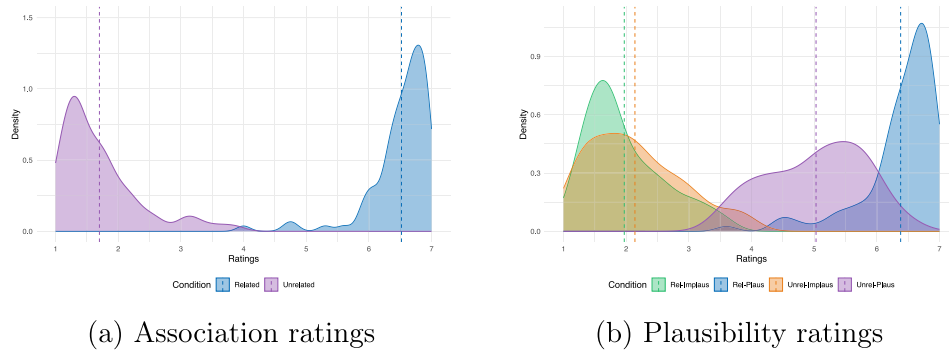 1.5
1.0
0.5
0.0
Density
1 2 3 4 5 6 7
Ratings
Condition Related Unrelated
(a) Association ratings
0.9
0.6
0.3
0.0
Density
1 2 3 4 5 6 7
Ratings
Condition Rel-Implaus Rel-Plaus Unrel-Implaus Unrel-Plaus
(b) Plausibility ratings